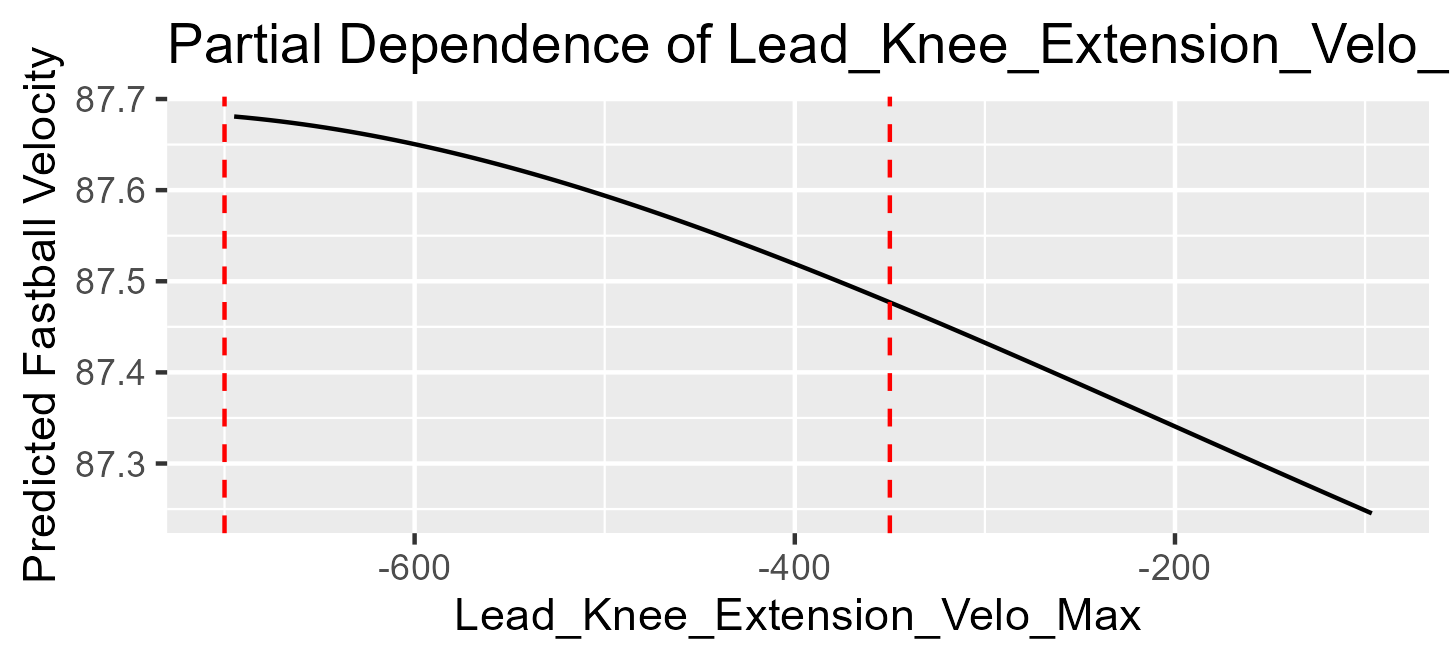 Partial Dependence of Lead_Knee_Extension_Velo_
Predicted Fastball Velocity
87.7
87.6
87.5
87.4
87.3
-600
-400
-200
Lead_Knee_Extension_Velo_Max